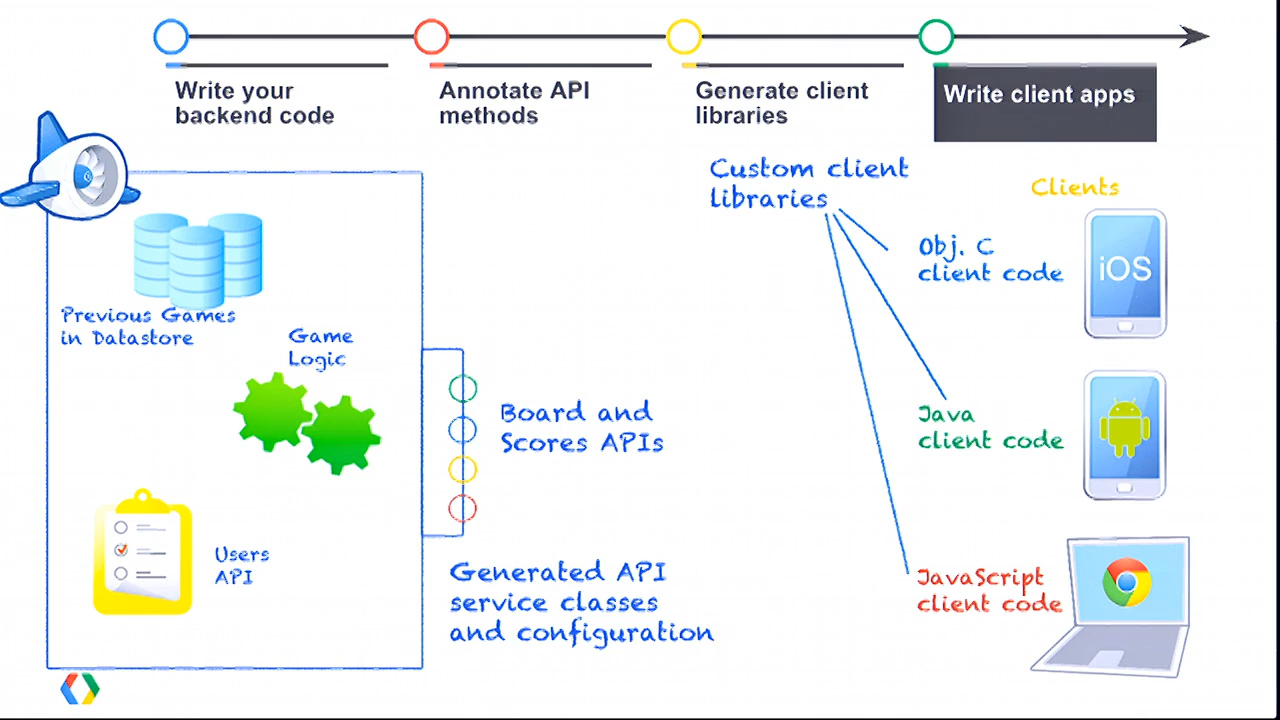 Write your
backend code
Annotate API
methods
Generate client
libraries
Write client apps
Custom client
libraries
Clients
Obj. C
client code
iOS
Previous Games
in Datastore
Game
Logic
Board and
Scores APIs
Java
client code
Users
API
Generated API
service classes
and configuration
JavaScript
client code